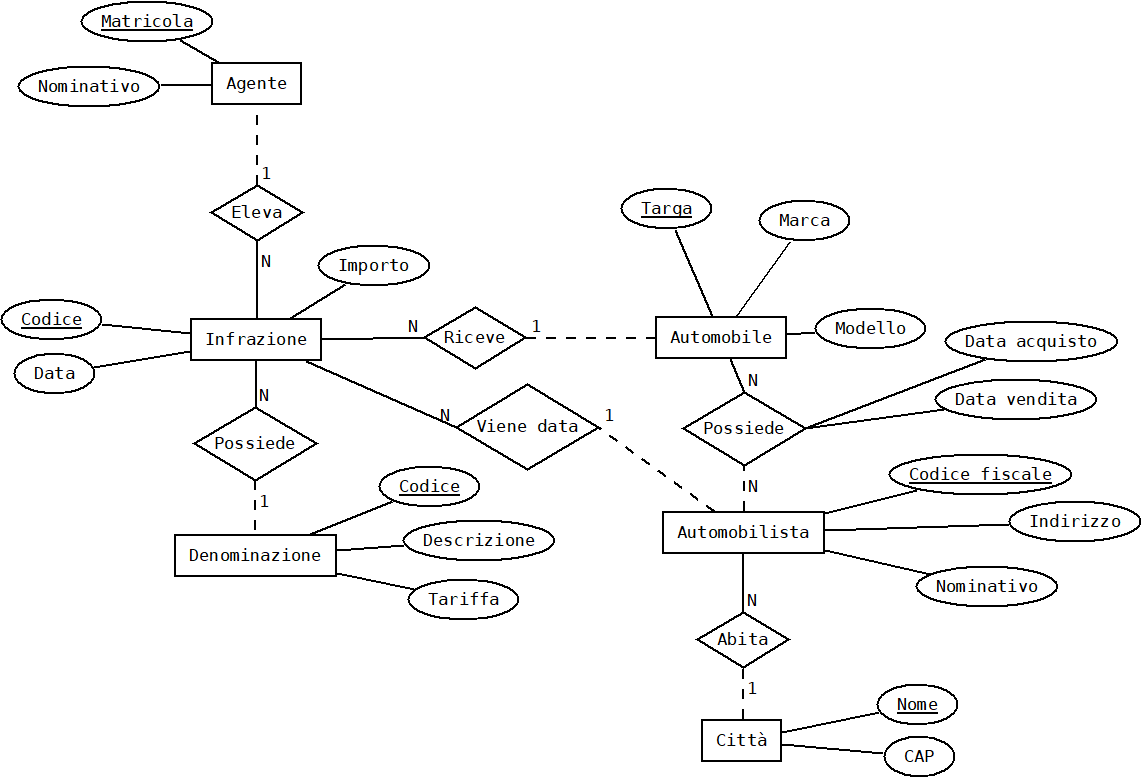 Matricola
Nominativo
Agente
1
Eleva
N
Targa
Marca
Importo
Codice
Infrazione
N
Riceve
1
Automobile
Modello
Data acquisto
Data
N
N
Viene data
1
N
Data vendita
Possiede
Possiede
1
Codice
N
Codice fiscale
Denominazione
Descrizione
Automobilista
Indirizzo
Tariffa
Nominativo
N
Abita
1
Nome
Città
CAP